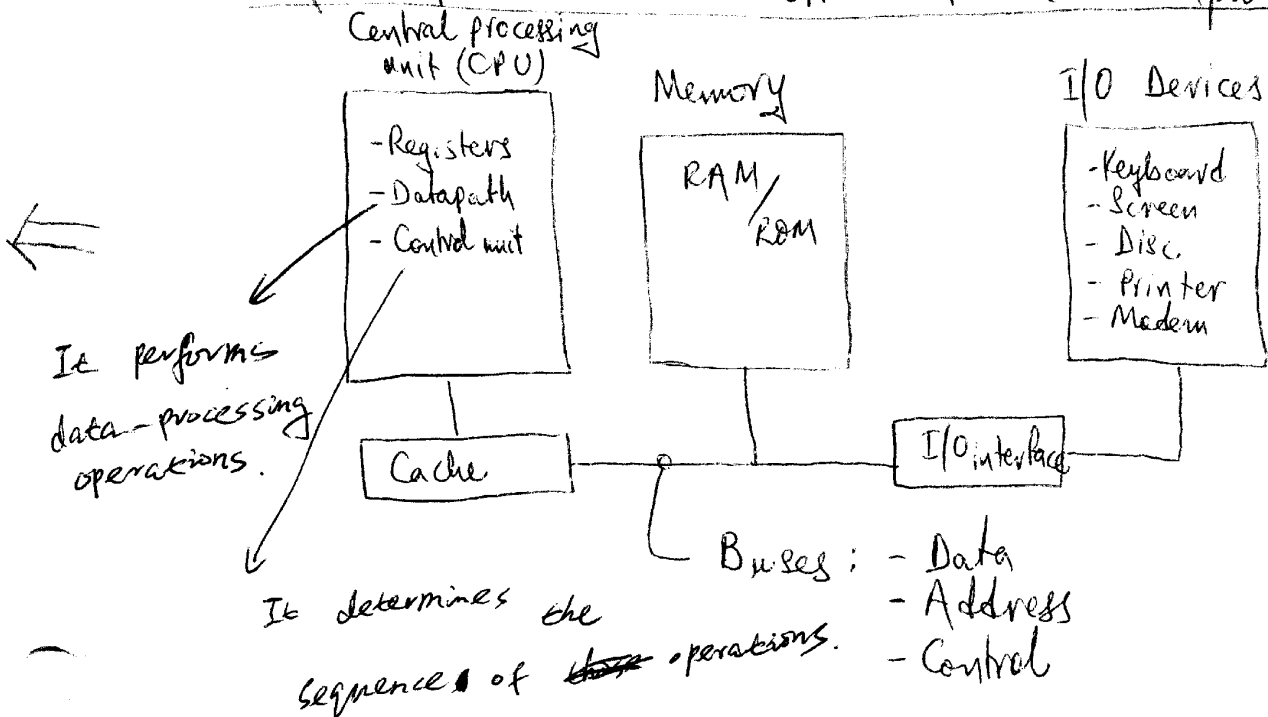 Central processing
unit (CPU)
- Registers
- Datapath
- Control unit
Memory
RAM/
ROM
I/O Devices
- Keyboard
- Screen
- Disc.
- Printer
- Modem
It performs
data-processing
operations.
Cache
I/O interface
Buses : - Data
- Address
- Control
It determines the
sequence of operations.